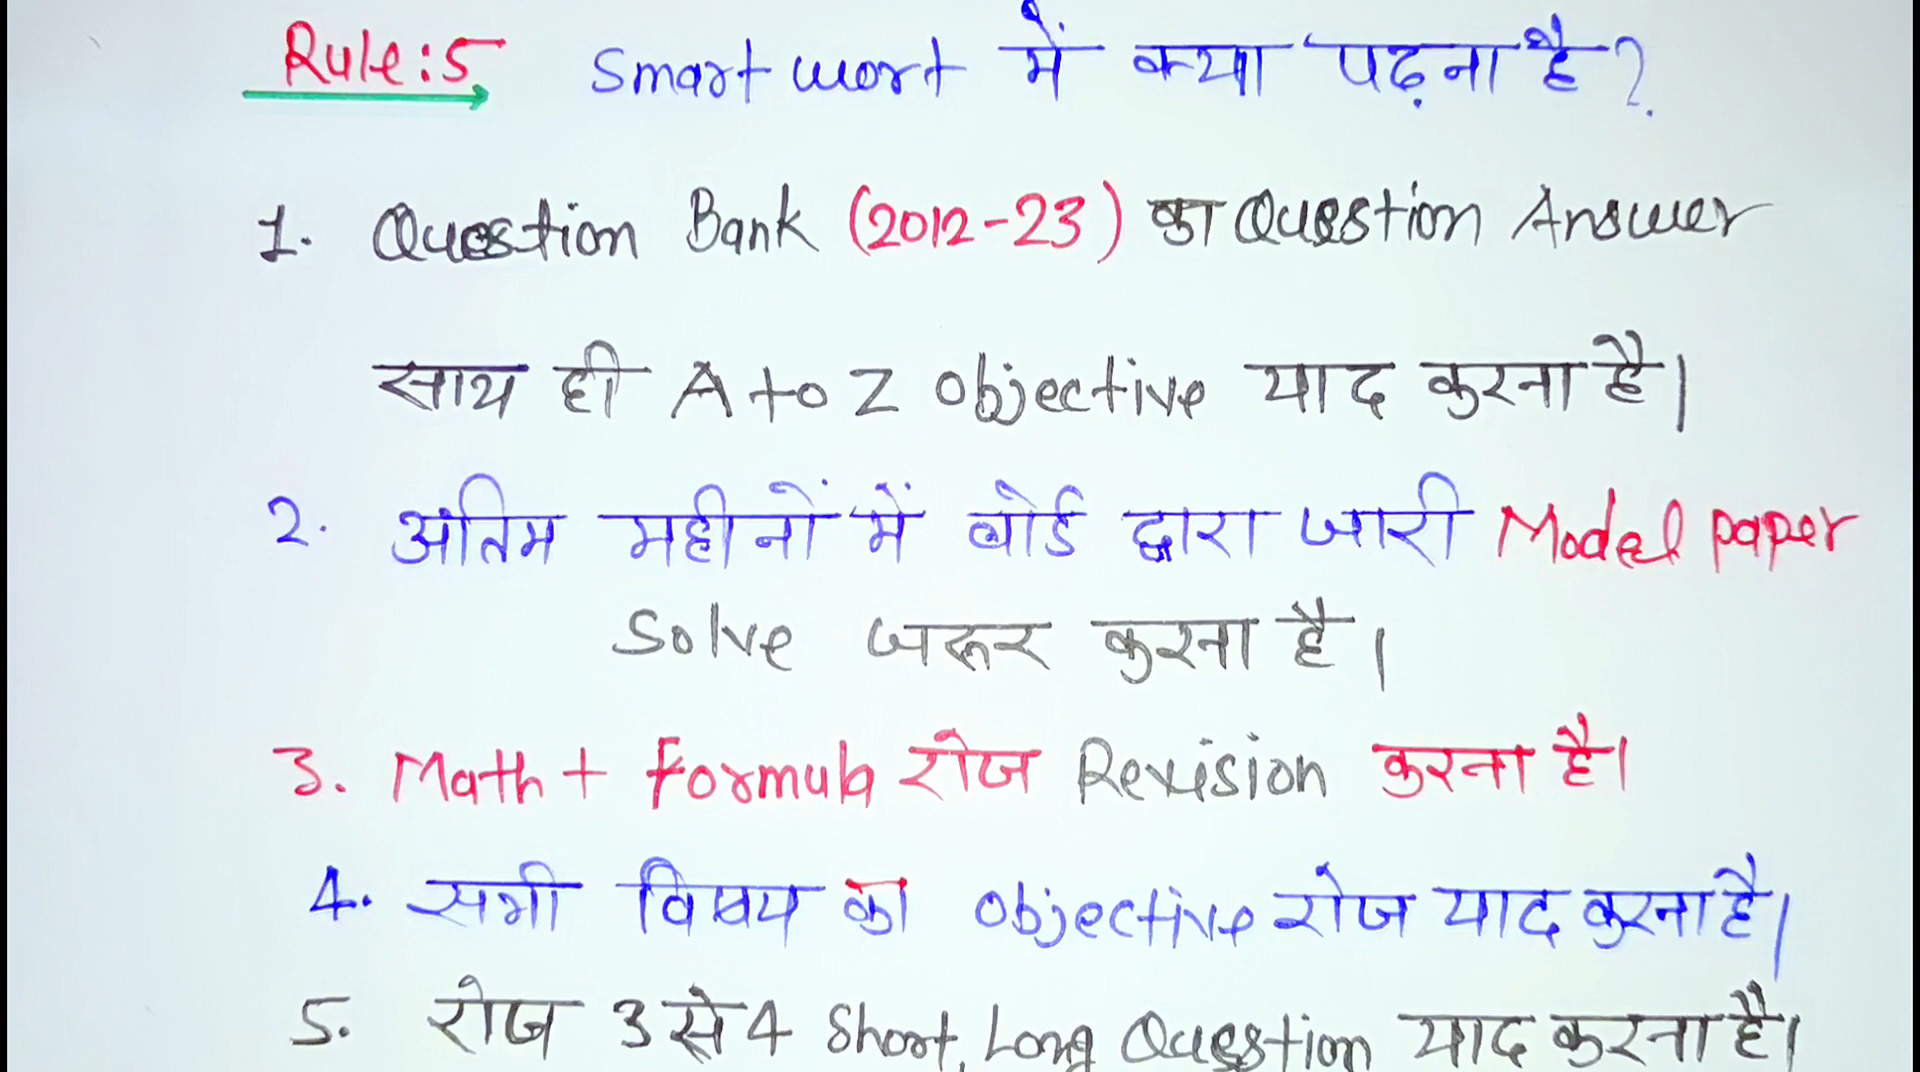 Rule:5 Smart wort में क्या पढ़ना है?
1. Question Bank (2012-23) का Question Answer
साथ ही A to Z objective याद करना है।
2. अंतिम महीनों में बोर्ड द्वारा जारी Model paper
Solve जरूर करना है।
3. Math + Formula रोज Revision करना है।
4. सभी विषय का objective रोज याद करना है।
5. रोज 3 से 4 Short, Long Question याद करना है।